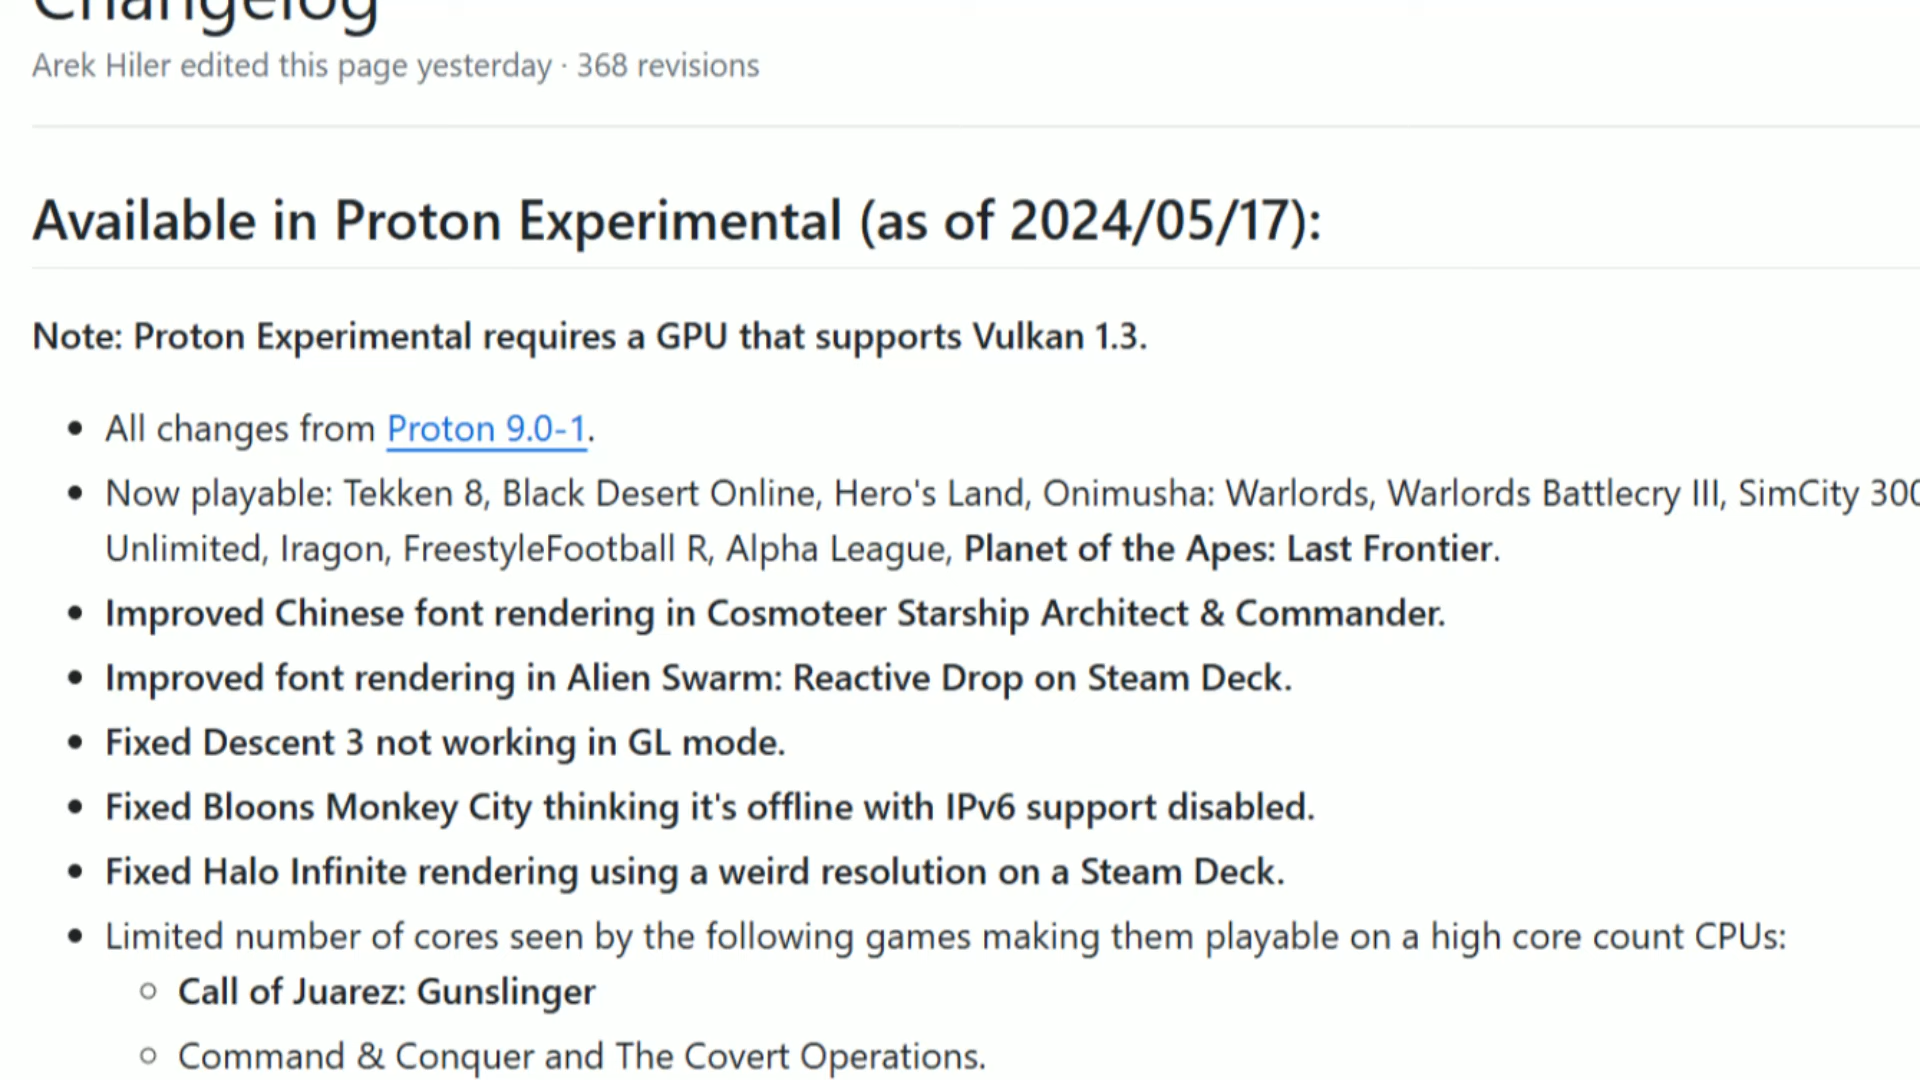 Changelog
Arek Hiler edited this page yesterday · 368 revisions
Available in Proton Experimental (as of 2024/05/17):
Note: Proton Experimental requires a GPU that supports Vulkan 1.3.
All changes from Proton 9.0-1.
Now playable: Tekken 8, Black Desert Online, Hero's Land, Onimusha: Warlords, Warlords Battlecry III, SimCity 300
Unlimited, Iragon, FreestyleFootball R, Alpha League, Planet of the Apes: Last Frontier.
Improved Chinese font rendering in Cosmoteer Starship Architect & Commander.
Improved font rendering in Alien Swarm: Reactive Drop on Steam Deck.
Fixed Descent 3 not working in GL mode.
Fixed Bloons Monkey City thinking it's offline with IPv6 support disabled.
Fixed Halo Infinite rendering using a weird resolution on a Steam Deck.
Limited number of cores seen by the following games making them playable on a high core count CPUs:
Call of Juarez: Gunslinger
Command & Conquer and The Covert Operations.